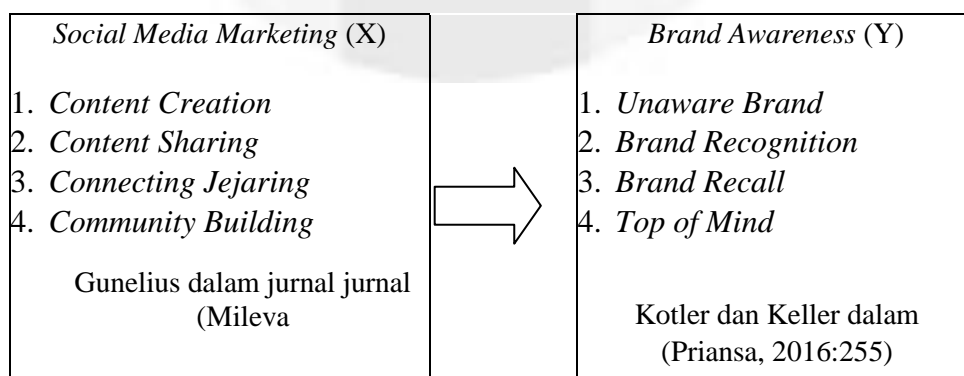 Social Media Marketing (X)
1. Content Creation
2. Content Sharing
3. Connecting Jejaring
4. Community Building
Gunelius dalam jurnal jurnal
(Mileva
Brand Awareness (Y)
1. Unaware Brand
2. Brand Recognition
3. Brand Recall
4. Top of Mind
Kotler dan Keller dalam
(Priansa, 2016:255)